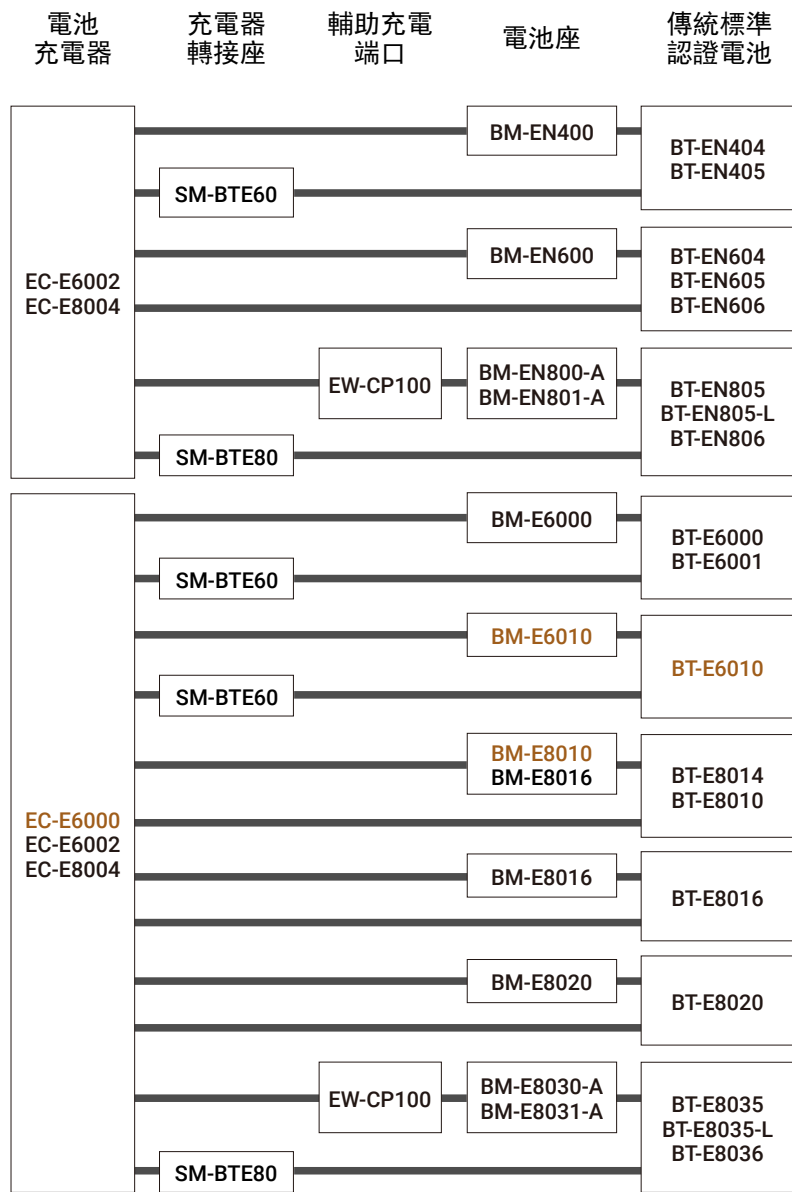 電池
充電器
充電器
轉接座
輔助充電
端口
電池座
傳統標準
認證電池
EC-E6002
EC-E8004
BM-EN400
BT-EN404
BT-EN405
SM-BTE60
BM-EN600
BT-EN604
BT-EN605
BT-EN606
EW-CP100
BM-EN800-A
BM-EN801-A
BT-EN805
BT-EN805-L
BT-EN806
SM-BTE80
EC-E6000
EC-E6002
EC-E8004
BM-E6000
BT-E6000
BT-E6001
SM-BTE60
BM-E6010
BT-E6010
SM-BTE60
BM-E8010
BM-E8016
BT-E8014
BT-E8010
BM-E8016
BT-E8016
BM-E8020
BT-E8020
EW-CP100
BM-E8030-A
BM-E8031-A
BT-E8035
BT-E8035-L
BT-E8036
SM-BTE80